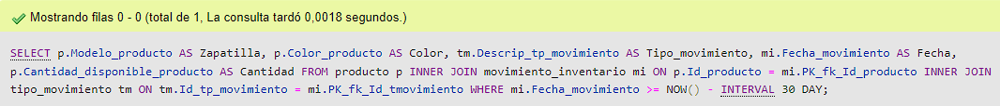 Mostrando filas 0 - 0 (total de 1, La consulta tardó 0,0018 segundos.)
SELECT p.Modelo_producto AS Zapatilla, p.Color_producto AS Color, tm.Descrip_tp_movimiento AS Tipo_movimiento, mi.Fecha_movimiento AS Fecha,
p.Cantidad_disponible_producto AS Cantidad FROM producto p INNER JOIN movimiento_inventario mi ON p.Id_producto = mi.PK_fk_Id_producto INNER JOIN
tipo_movimiento tm ON tm.Id_tp_movimiento = mi.PK_fk_Id_tmovimiento WHERE mi.Fecha_movimiento >= NOW() - INTERVAL 30 DAY;